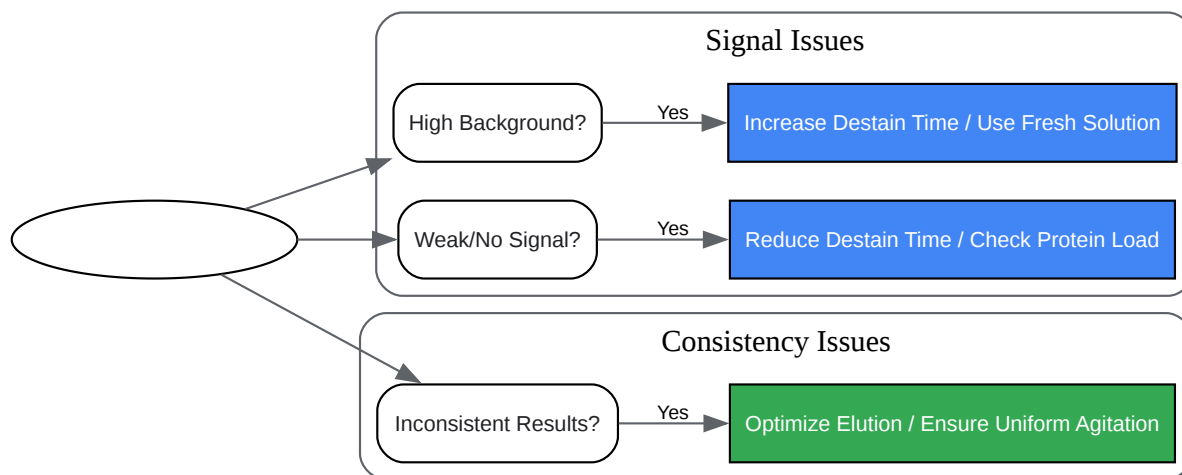 Signal Issues
High Background?
Yes
Increase Destain Time / Use Fresh Solution
Weak/No Signal?
Yes
Reduce Destain Time / Check Protein Load
Consistency Issues
Inconsistent Results?
Yes
Optimize Elution / Ensure Uniform Agitation